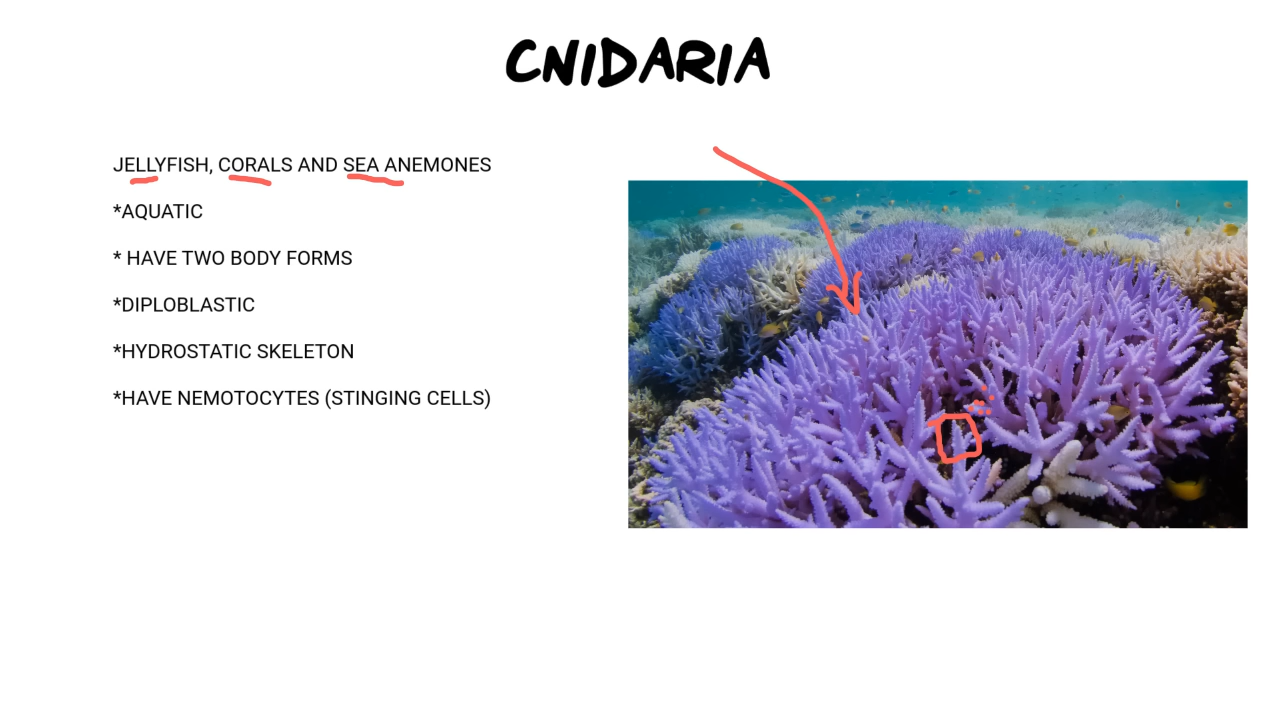 CNIDARIA
JELLYFISH, CORALS AND SEA ANEMONES
*AQUATIC
* HAVE TWO BODY FORMS
*DIPLOBLASTIC
*HYDROSTATIC SKELETON
*HAVE NEMOTOCYTES (STINGING CELLS)